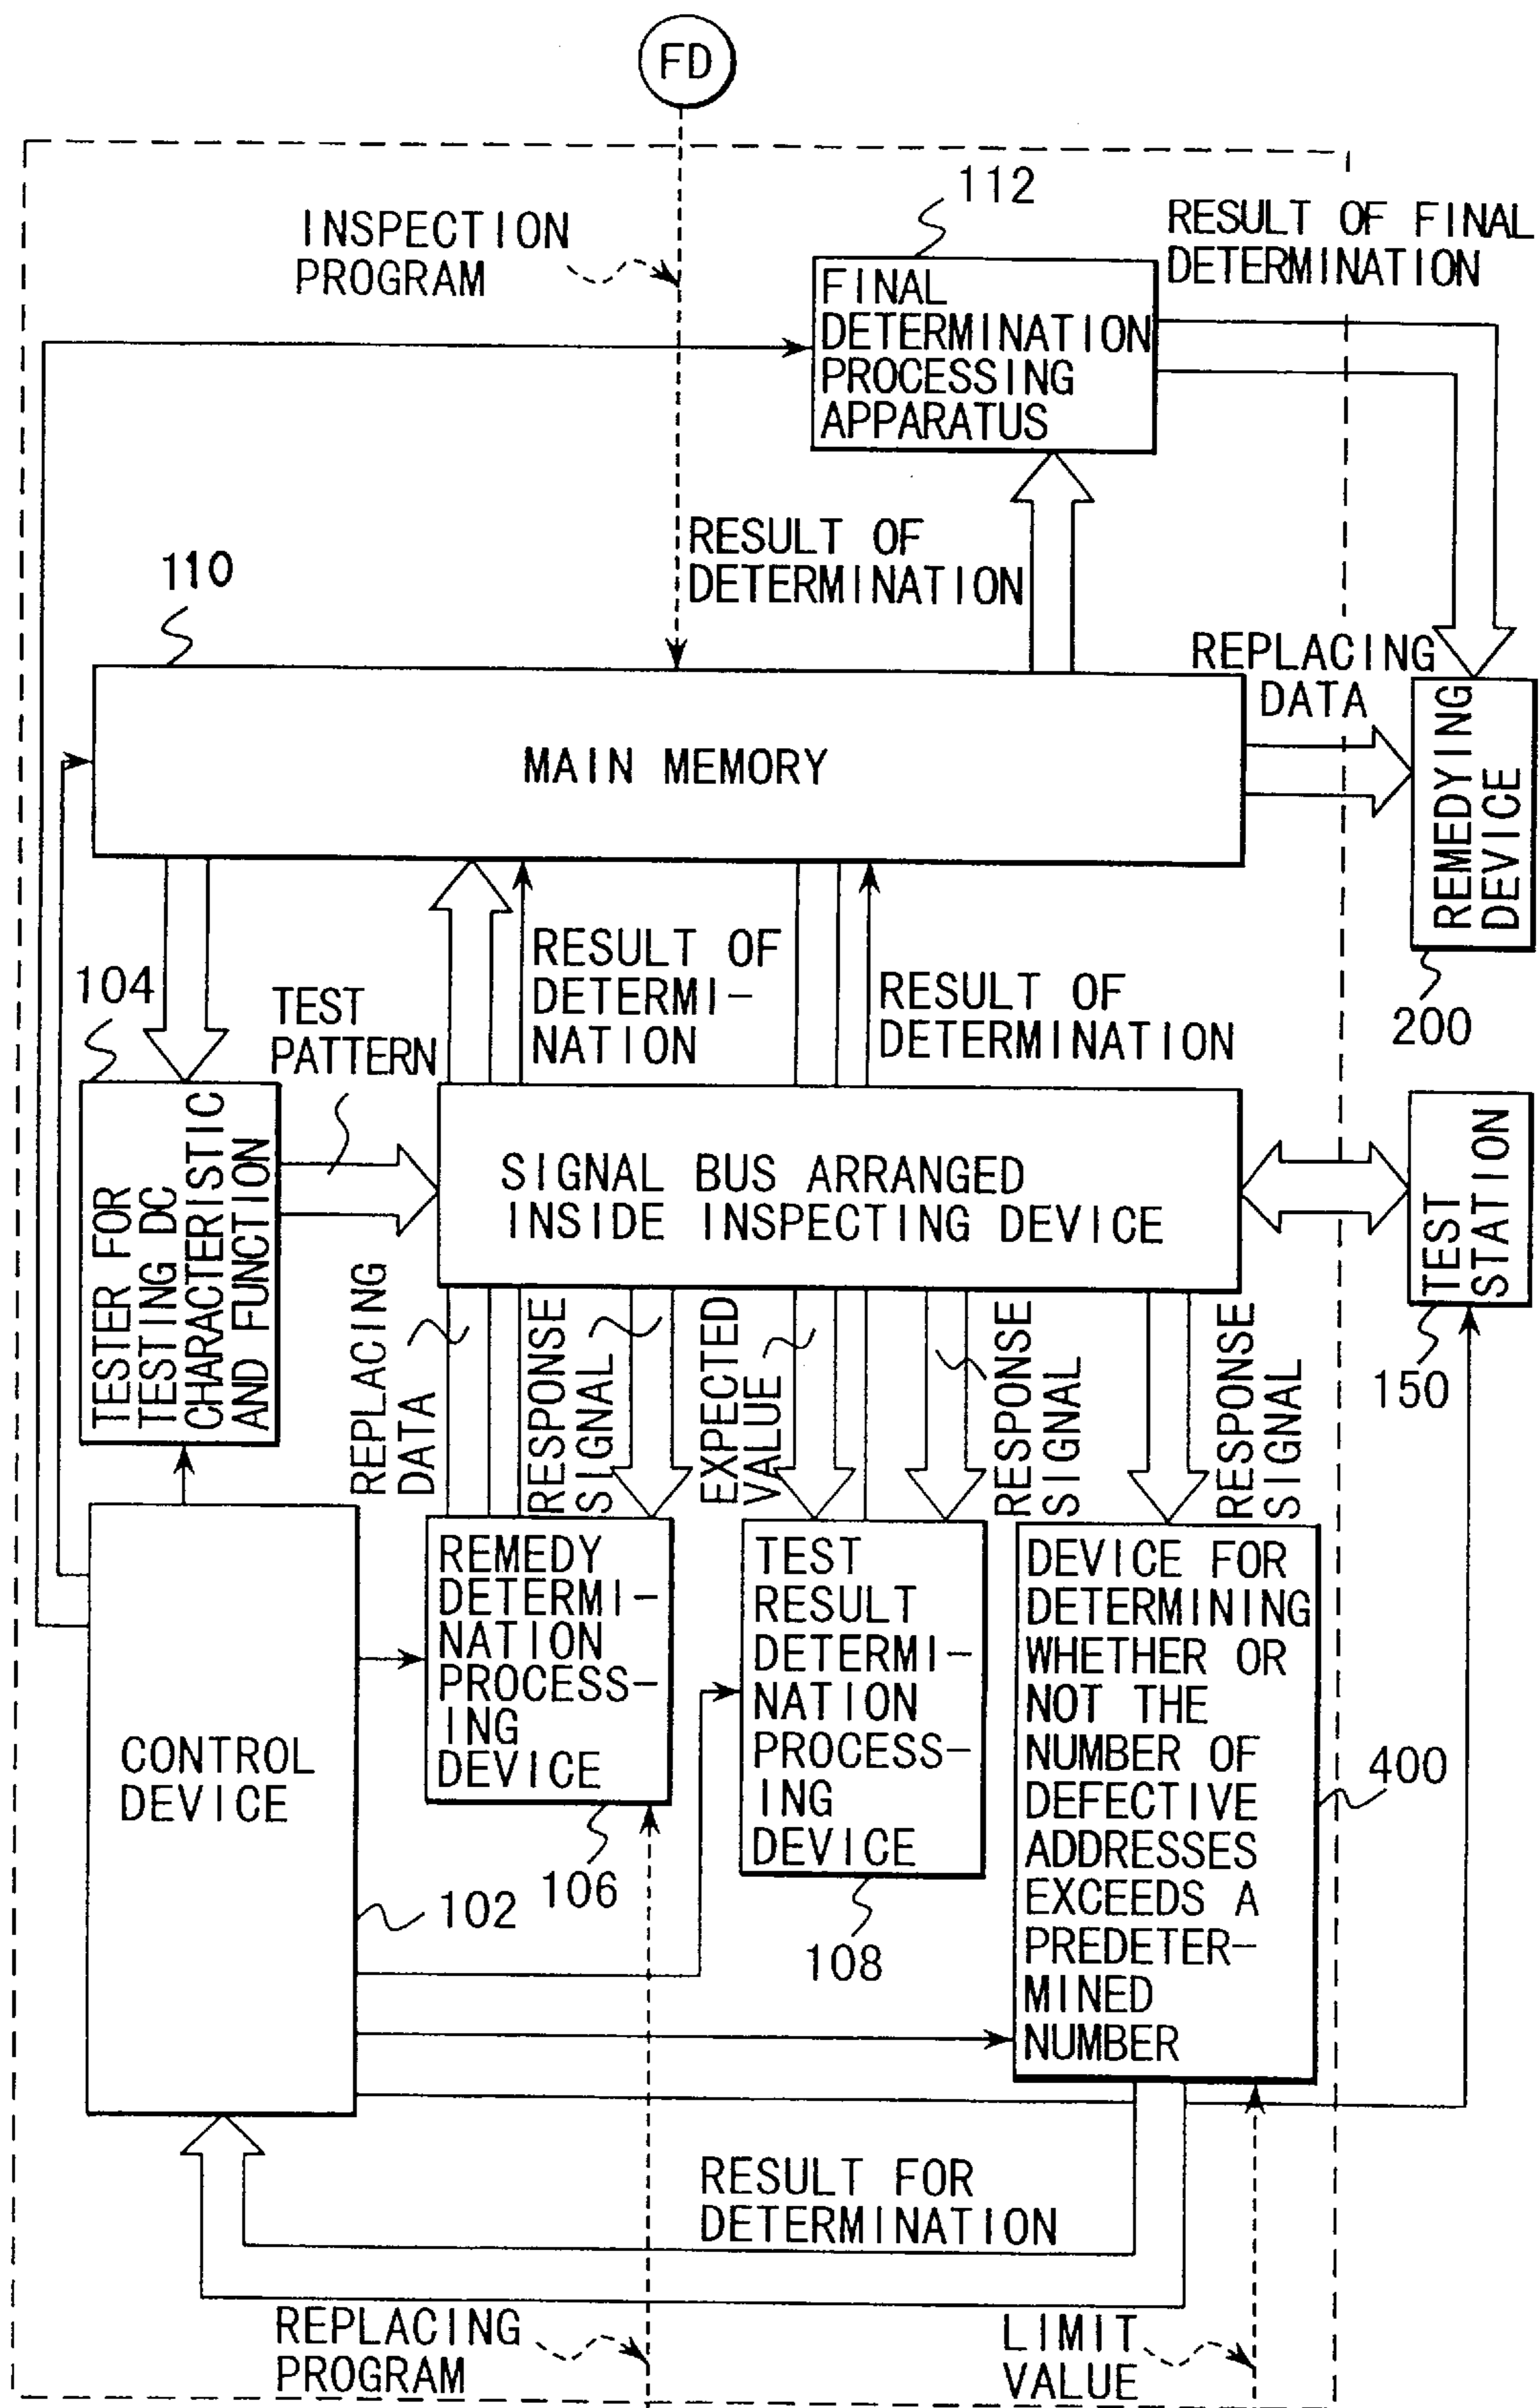 FD
112
INSPECTION
PROGRAM
RESULT OF FINAL
DETERMINATION
FINAL
DETERMINATION
PROCESSING
APPARATUS
RESULT OF
DETERMINATION
110
REPLACING
DATA
MAIN MEMORY
REMEDYING
DEVICE
200
RESULT OF
DETERMI-
NATION
RESULT OF
DETERMINATION
104
TEST
PATTERN
TESTER FOR
TESTING DC
CHARACTERISTIC
AND FUNCTION
SIGNAL BUS ARRANGED
INSIDE INSPECTING DEVICE
TEST
STATION
150
REPLACING
DATA
RESPONSE
SIGNAL
EXPECTED
VALUE
RESPONSE
SIGNAL
RESPONSE
SIGNAL
CONTROL
DEVICE
102
REMEDY
DETERMI-
NATION
PROCESS-
ING
DEVICE
106
TEST
RESULT
DETERMI-
NATION
PROCESS-
ING
DEVICE
108
DEVICE FOR
DETERMINING
WHETHER OR
NOT THE
NUMBER OF
DEFECTIVE
ADDRESSES
EXCEEDS A
PREDETER-
MINED
NUMBER
400
RESULT FOR
DETERMINATION
REPLACING
PROGRAM
LIMIT
VALUE